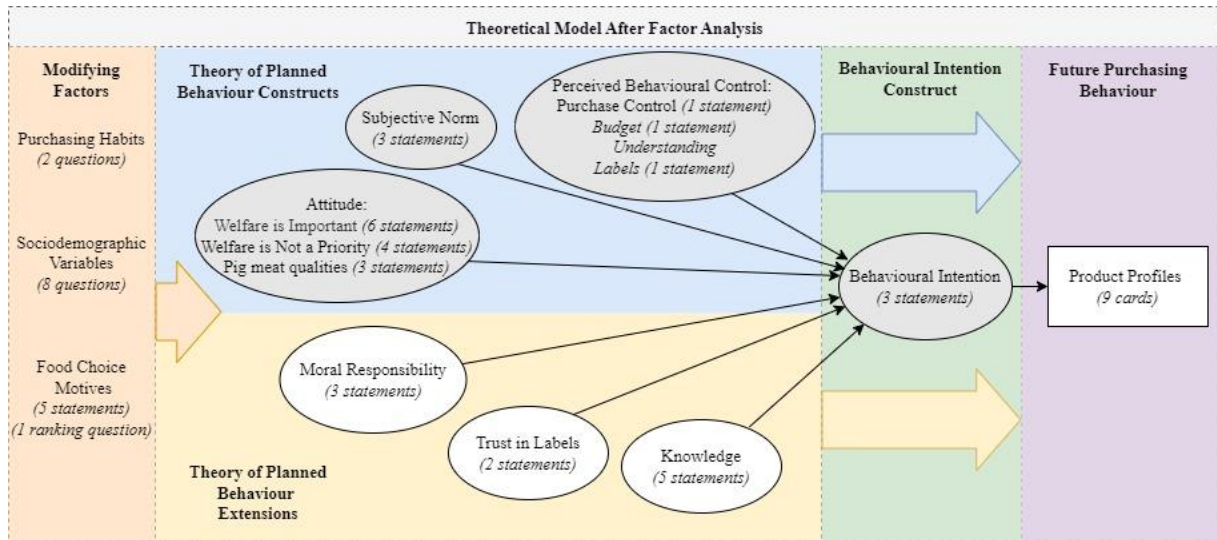 Theoretical Model After Factor Analysis
Modifying
Factors
Purchasing Habits
(2 questions)
Sociodemographic
Variables
(8 questions)
Food Choice
Motives
(5 statements)
(1 ranking question)
Theory of Planned
Behaviour Constructs
Subjective Norm
(3 statements)
Perceived Behavioural Control:
Purchase Control (1 statement)
Budget (1 statement)
Understanding
Labels (1 statement)
Attitude:
Welfare is Important (6 statements)
Welfare is Not a Priority (4 statements)
Pig meat qualities (3 statements)
Moral Responsibility
(3 statements)
Trust in Labels
(2 statements)
Knowledge
(5 statements)
Theory of Planned
Behaviour
Extensions
Behavioural Intention
Construct
Behavioural Intention
(3 statements)
Future Purchasing
Behaviour
Product Profiles
(9 cards)